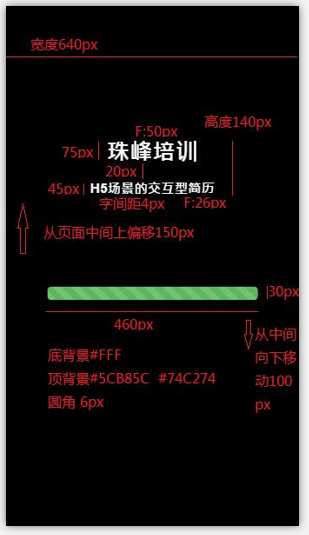 宽度640px
高度140px
F:50px
75px
珠峰培训
20px
45px
H5场景的交互型简历
字间距4px
F:26px
从页面中间上偏移150px
30px
460px
从中间
向下移
动100
px
底背景#FFF
顶背景#5CB85C #74C274
圆角 6px